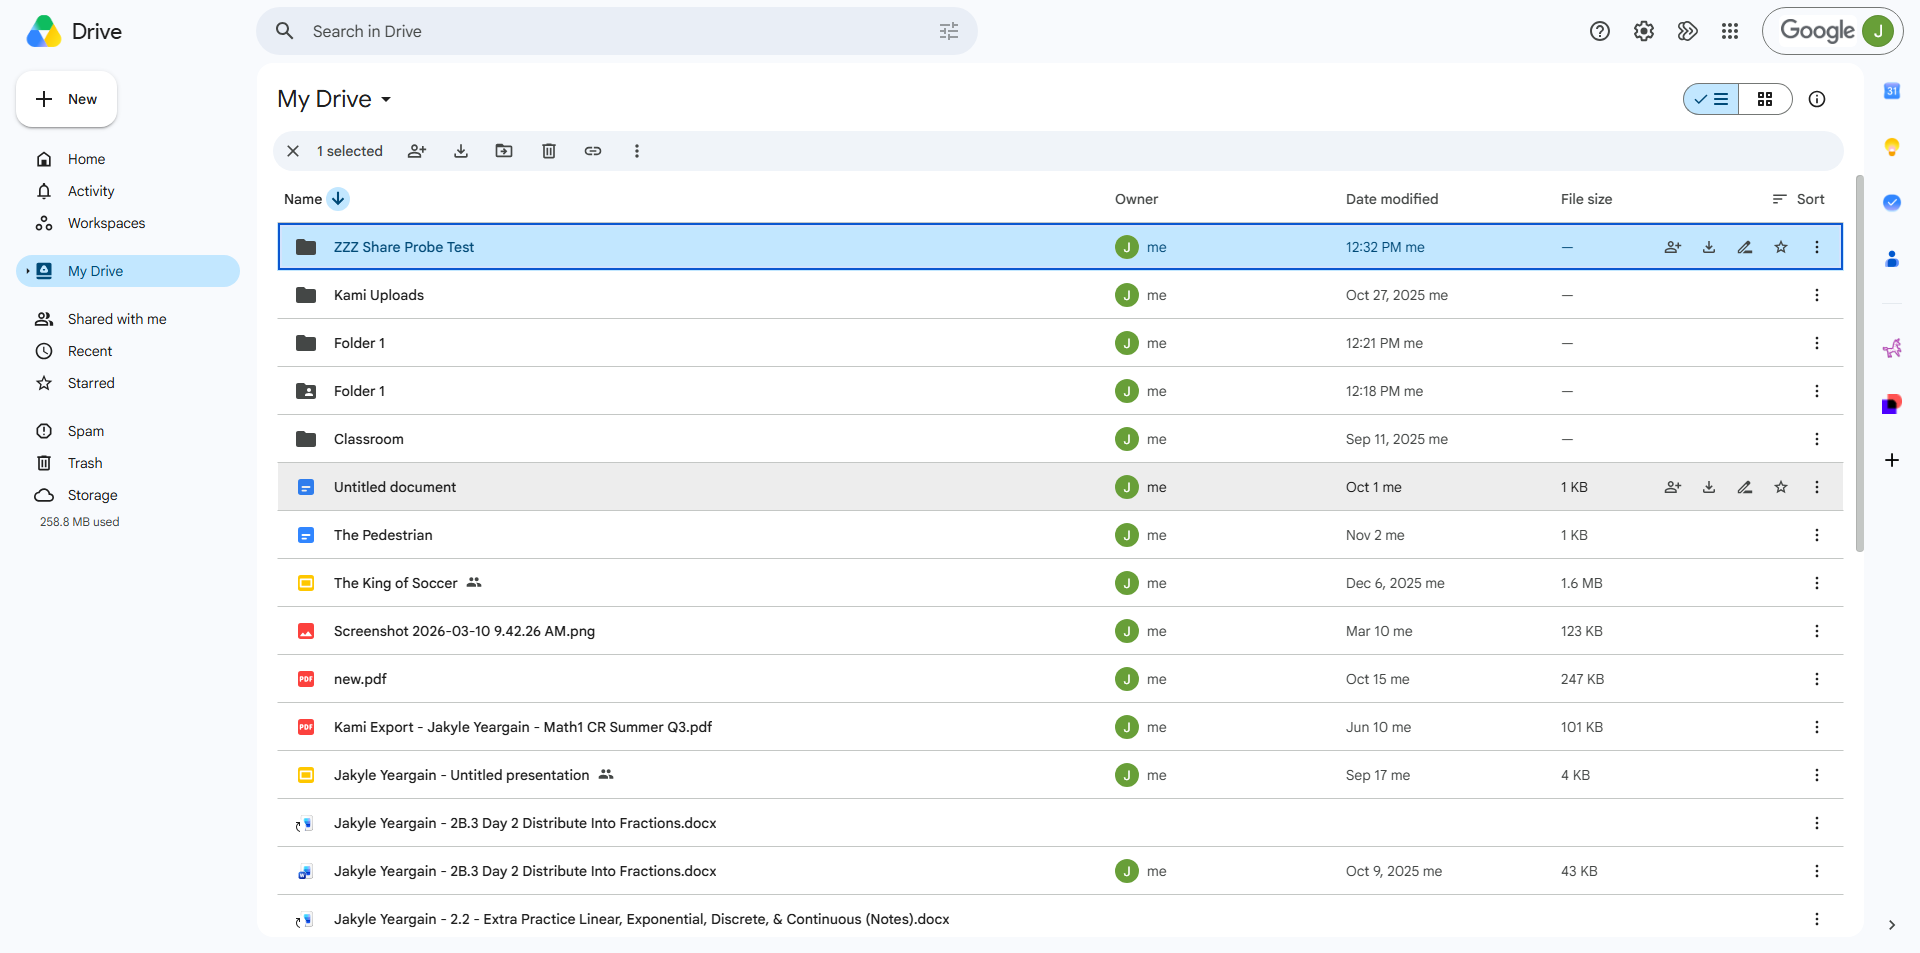 Drive
Search in Drive
Google J
New
My Drive
31
1 selected
Home
Activity
Workspaces
My Drive
Shared with me
Recent
Starred
Spam
Trash
Storage
258.8 MB used
Name Owner Date modified File size Sort
ZZZ Share Probe Test J me 12:32 PM me —
Kami Uploads J me Oct 27, 2025 me —
Folder 1 J me 12:21 PM me —
Folder 1 J me 12:18 PM me —
Classroom J me Sep 11, 2025 me —
Untitled document J me Oct 1 me 1 KB
The Pedestrian J me Nov 2 me 1 KB
The King of Soccer J me Dec 6, 2025 me 1.6 MB
Screenshot 2026-03-10 9.42.26 AM.png J me Mar 10 me 123 KB
PDF new.pdf J me Oct 15 me 247 KB
PDF Kami Export - Jakyle Yeargain - Math1 CR Summer Q3.pdf J me Jun 10 me 101 KB
Jakyle Yeargain - Untitled presentation J me Sep 17 me 4 KB
Jakyle Yeargain - 2B.3 Day 2 Distribute Into Fractions.docx
Jakyle Yeargain - 2B.3 Day 2 Distribute Into Fractions.docx J me Oct 9, 2025 me 43 KB
Jakyle Yeargain - 2.2 - Extra Practice Linear, Exponential, Discrete, & Continuous (Notes).docx